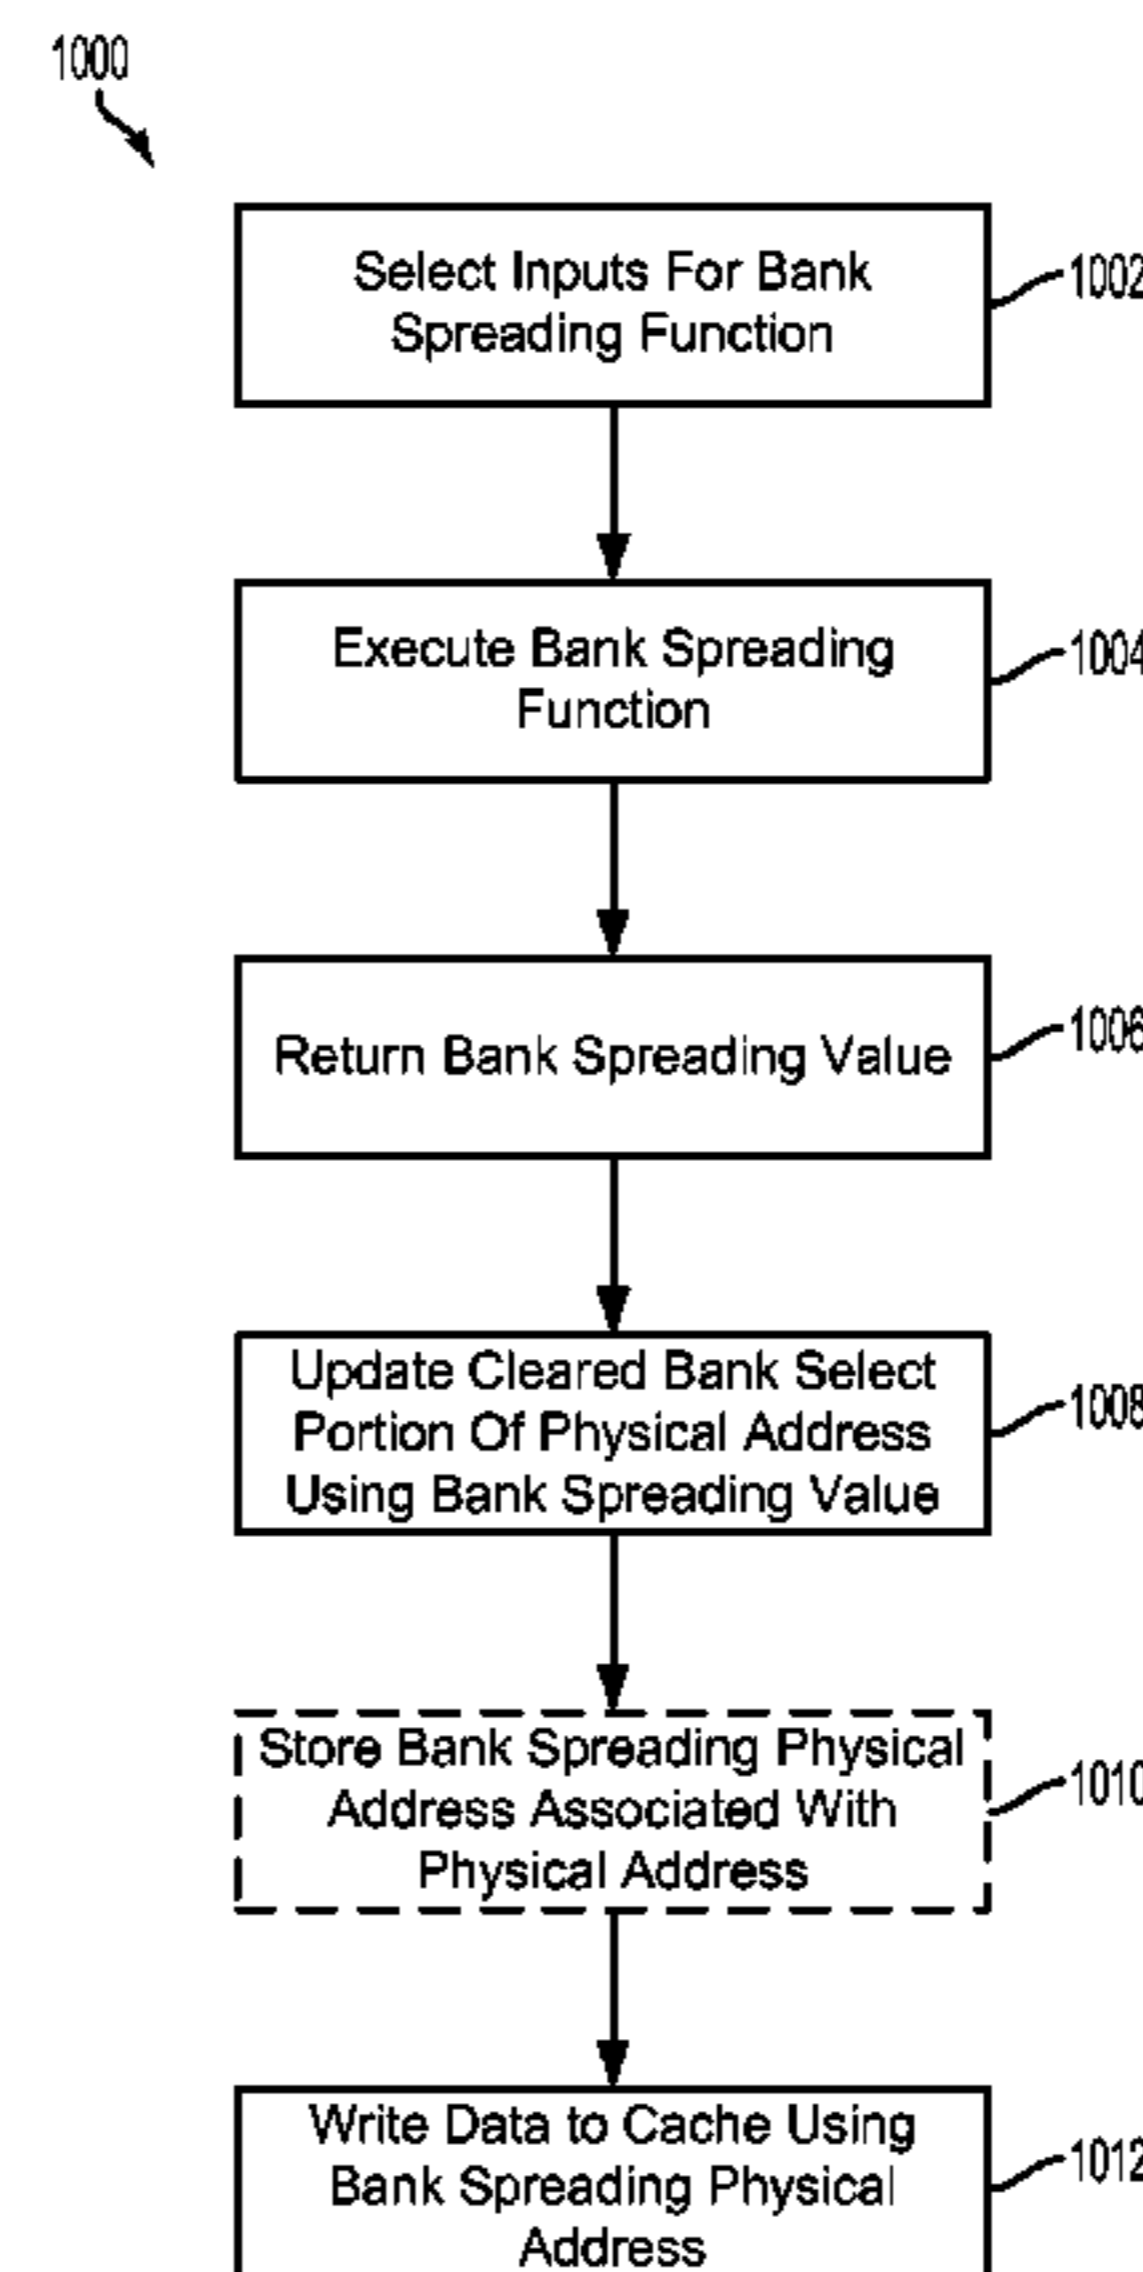 1000
Select Inputs For Bank
Spreading Function
1002
Execute Bank Spreading
Function
1004
Return Bank Spreading Value
1006
Update Cleared Bank Select
Portion Of Physical Address
Using Bank Spreading Value
1008
Store Bank Spreading Physical
Address Associated With
Physical Address
1010
Write Data to Cache Using
Bank Spreading Physical
Address
1012